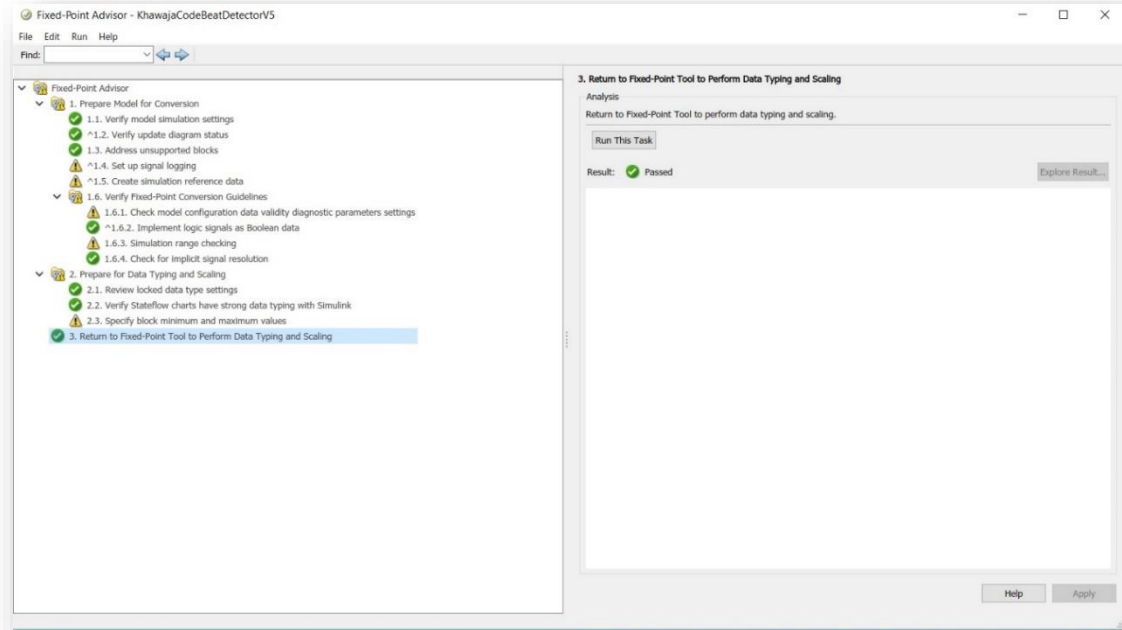 Fixed-Point Advisor - KhawajaCodeBeatDetectorV5
File Edit Run Help
Find:
Fixed-Point Advisor
1. Prepare Model for Conversion
1.1. Verify model simulation settings
^1.2. Verify update diagram status
1.3. Address unsupported blocks
^1.4. Set up signal logging
^1.5. Create simulation reference data
1.6. Verify Fixed-Point Conversion Guidelines
1.6.1. Check model configuration data validity diagnostic parameters settings
^1.6.2. Implement logic signals as Boolean data
1.6.3. Simulation range checking
1.6.4. Check for implicit signal resolution
2. Prepare for Data Typing and Scaling
2.1. Review locked data type settings
2.2. Verify Stateflow charts have strong data typing with Simulink
2.3. Specify block minimum and maximum values
3. Return to Fixed-Point Tool to Perform Data Typing and Scaling
3. Return to Fixed-Point Tool to Perform Data Typing and Scaling
Analysis
Return to Fixed-Point Tool to perform data typing and scaling.
Run This Task
Result: Passed
Explore Result...
Help
Apply